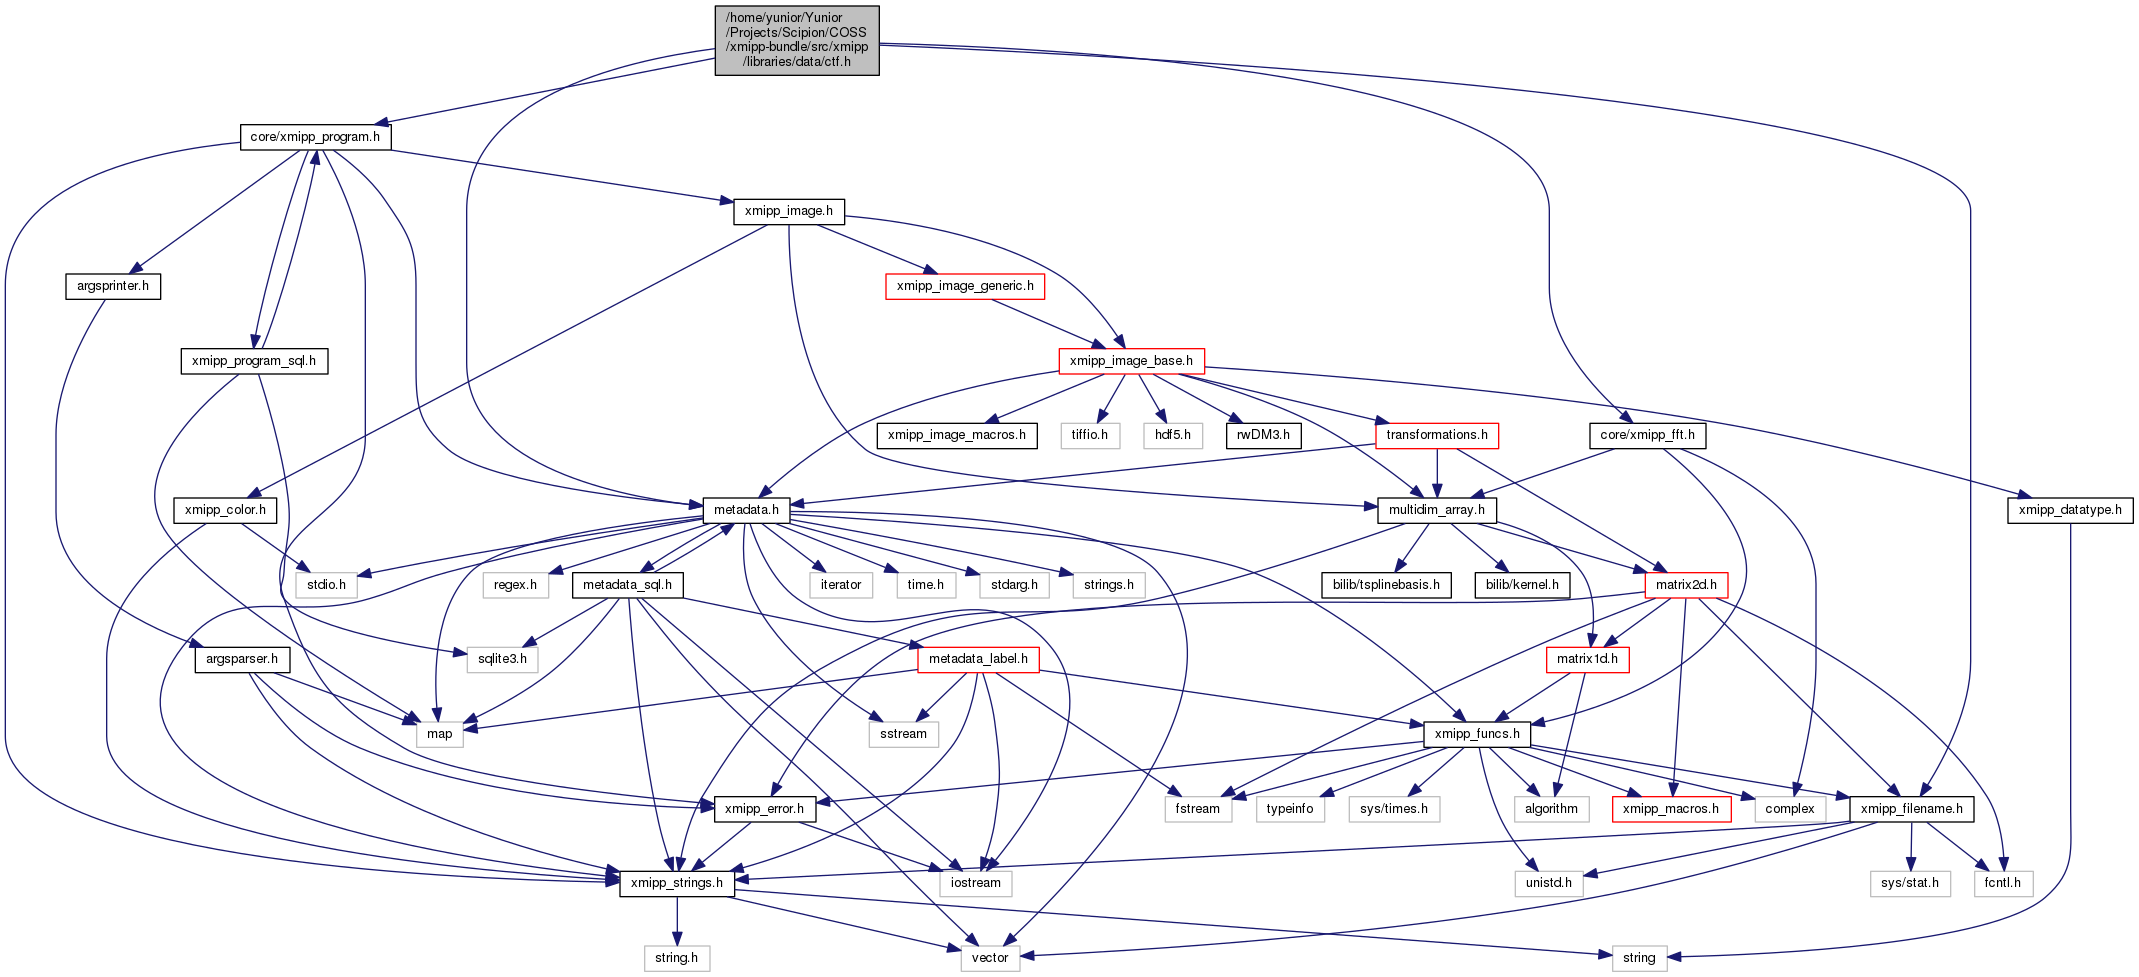 /home/yunior/Yunior
/Projects/Scipion/COSS
/xmipp-bundle/src/xmipp
/libraries/data/ctf.h
core/xmipp_program.h
xmipp_image.h
argsprinter.h
xmipp_image_generic.h
xmipp_program_sql.h
xmipp_image_base.h
xmipp_image_macros.h
tiffio.h
hdf5.h
rwDM3.h
transformations.h
core/xmipp_fft.h
xmipp_color.h
metadata.h
multidim_array.h
xmipp_datatype.h
stdio.h
regex.h
metadata_sql.h
iterator
time.h
stdarg.h
strings.h
bilib/tsplinebasis.h
bilib/kernel.h
matrix2d.h
argsparser.h
sqlite3.h
metadata_label.h
matrix1d.h
map
sstream
xmipp_funcs.h
xmipp_error.h
fstream
typeinfo
sys/times.h
algorithm
xmipp_macros.h
complex
xmipp_filename.h
xmipp_strings.h
iostream
unistd.h
sys/stat.h
fcntl.h
string.h
vector
string